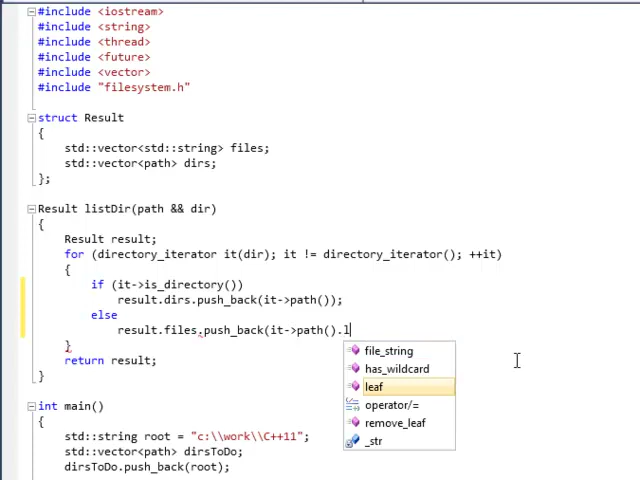 #include <iostream>
#include <string>
#include <thread>
#include <future>
#include <vector>
#include "filesystem.h"
struct Result
{
std::vector<std::string> files;
std::vector<path> dirs;
};
Result listDir(path && dir)
{
Result result;
for (directory_iterator it(dir); it != directory_iterator(); ++it)
{
if (it->is_directory())
result.dirs.push_back(it->path());
else
result.files.push_back(it->path().l
}
return result;
}
file_string
has_wildcard
leaf
operator/=
remove_leaf
_str
int main()
{
std::string root = "c:\\work\\C++11";
std::vector<path> dirsToDo;
dirsToDo.push_back(root);